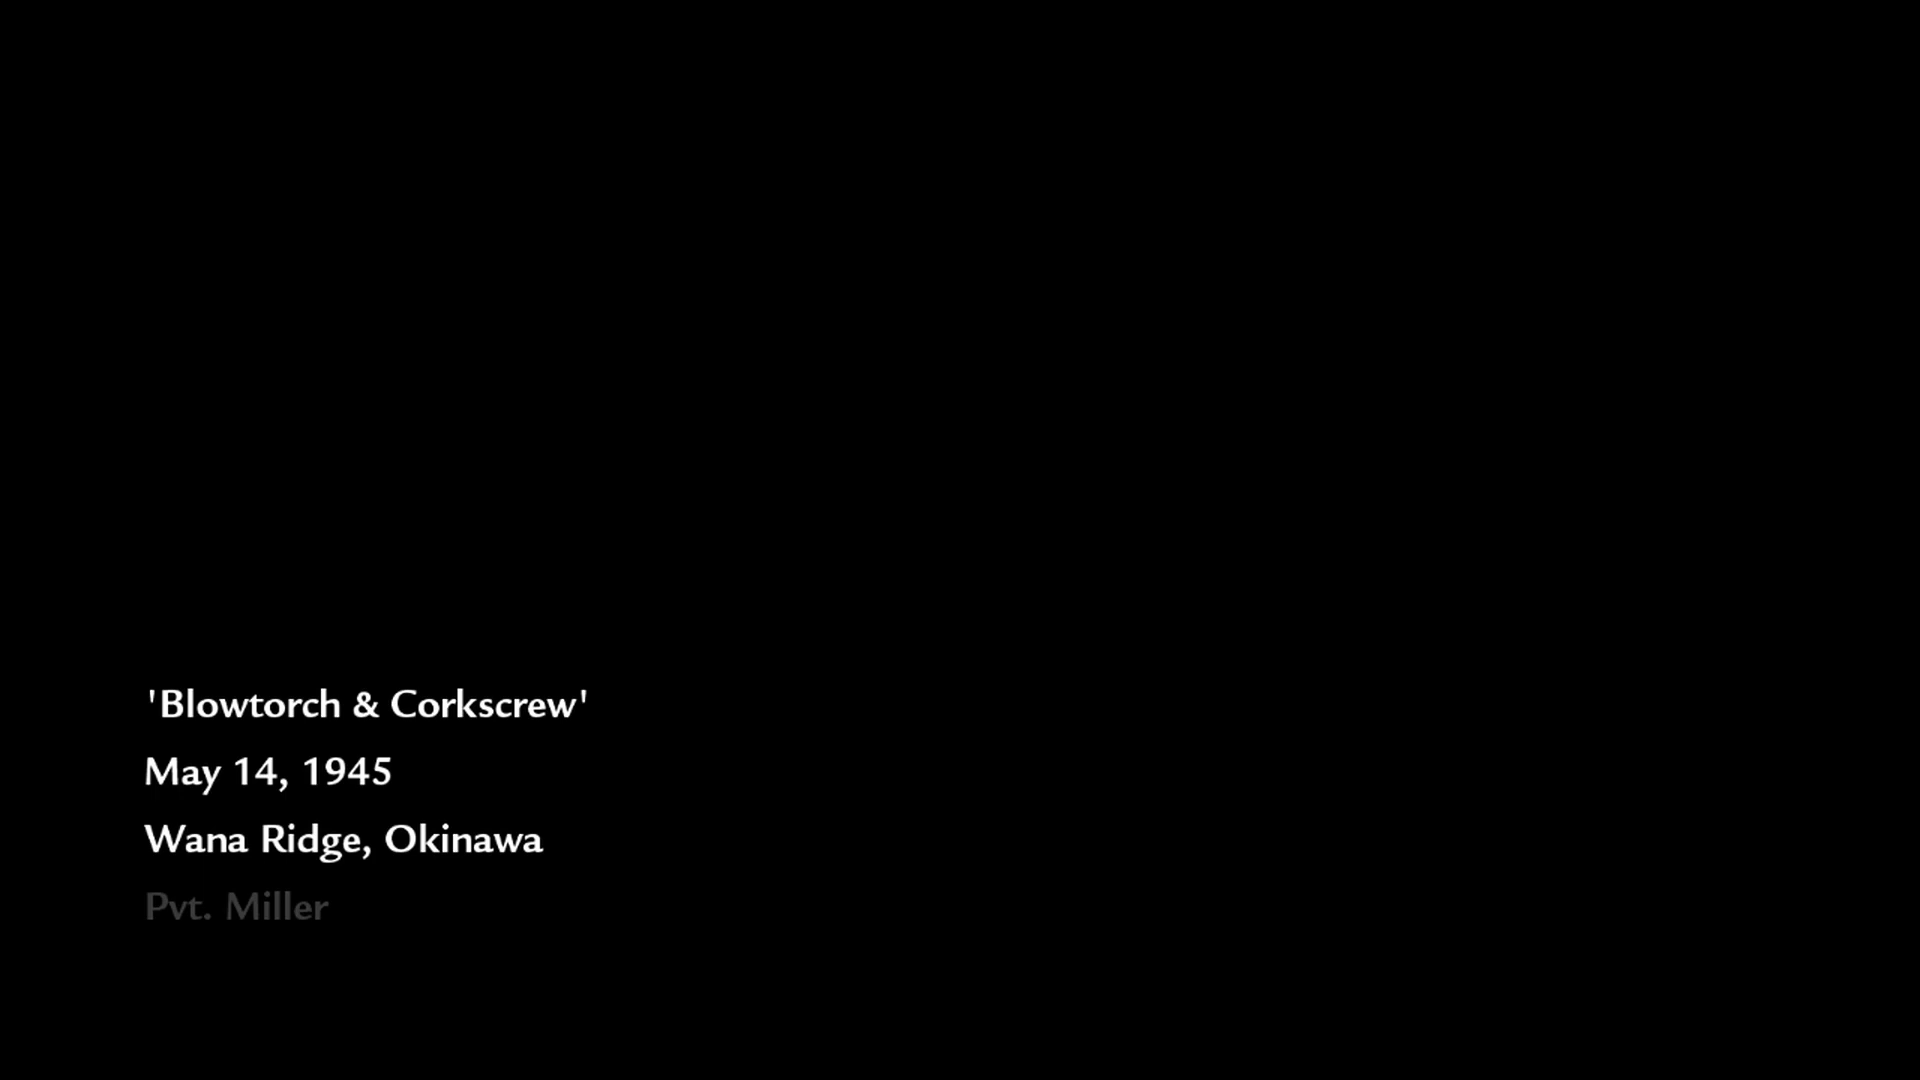 'Blowtorch & Corkscrew'
May 14, 1945
Wana Ridge, Okinawa
Pvt. Miller